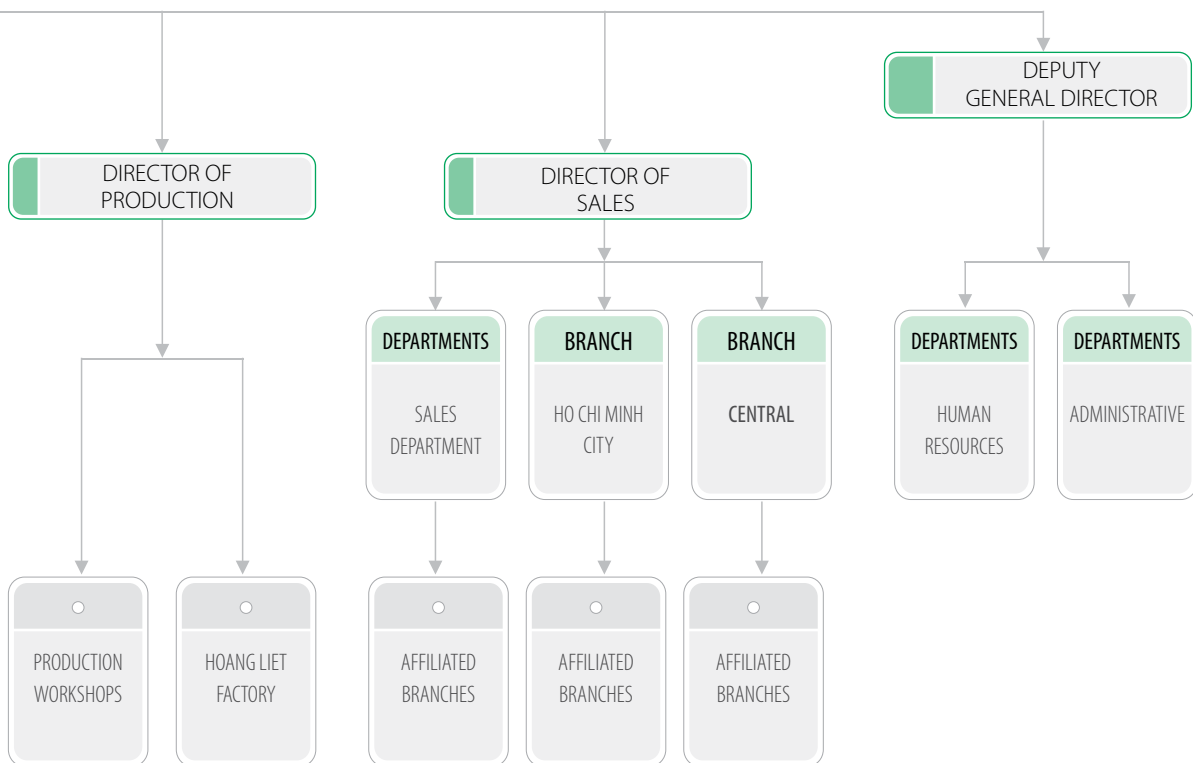 DEPUTY
GENERAL DIRECTOR
DIRECTOR OF
PRODUCTION
DIRECTOR OF
SALES
DEPARTMENTS
SALES
DEPARTMENT
BRANCH
HO CHI MINH
CITY
BRANCH
CENTRAL
DEPARTMENTS
HUMAN
RESOURCES
DEPARTMENTS
ADMINISTRATIVE
PRODUCTION
WORKSHOPS
HOANG LIET
FACTORY
AFFILIATED
BRANCHES
AFFILIATED
BRANCHES
AFFILIATED
BRANCHES